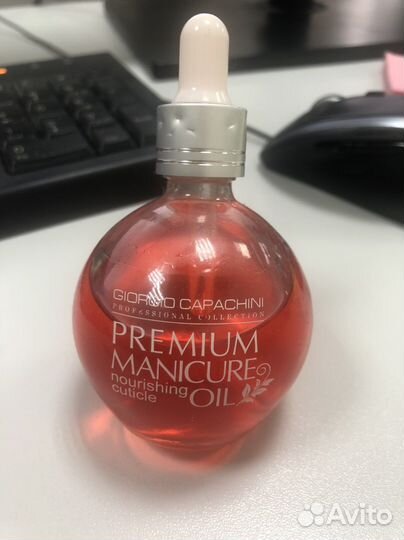 GIORGIO CAPACHINI
PROFESSIONAL COLLECTION
PREMIUM
MANICURE
nourishing
cuticle
OIL
Avito